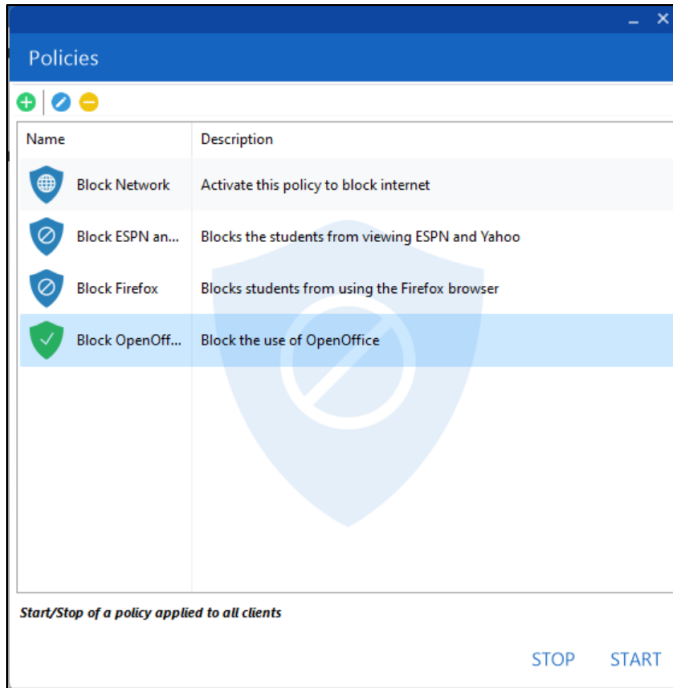 Policies
Name Description
Block Network Activate this policy to block internet
Block ESPN an... Blocks the students from viewing ESPN and Yahoo
Block Firefox Blocks students from using the Firefox browser
Block OpenOff... Block the use of OpenOffice
Start/Stop of a policy applied to all clients
STOP START